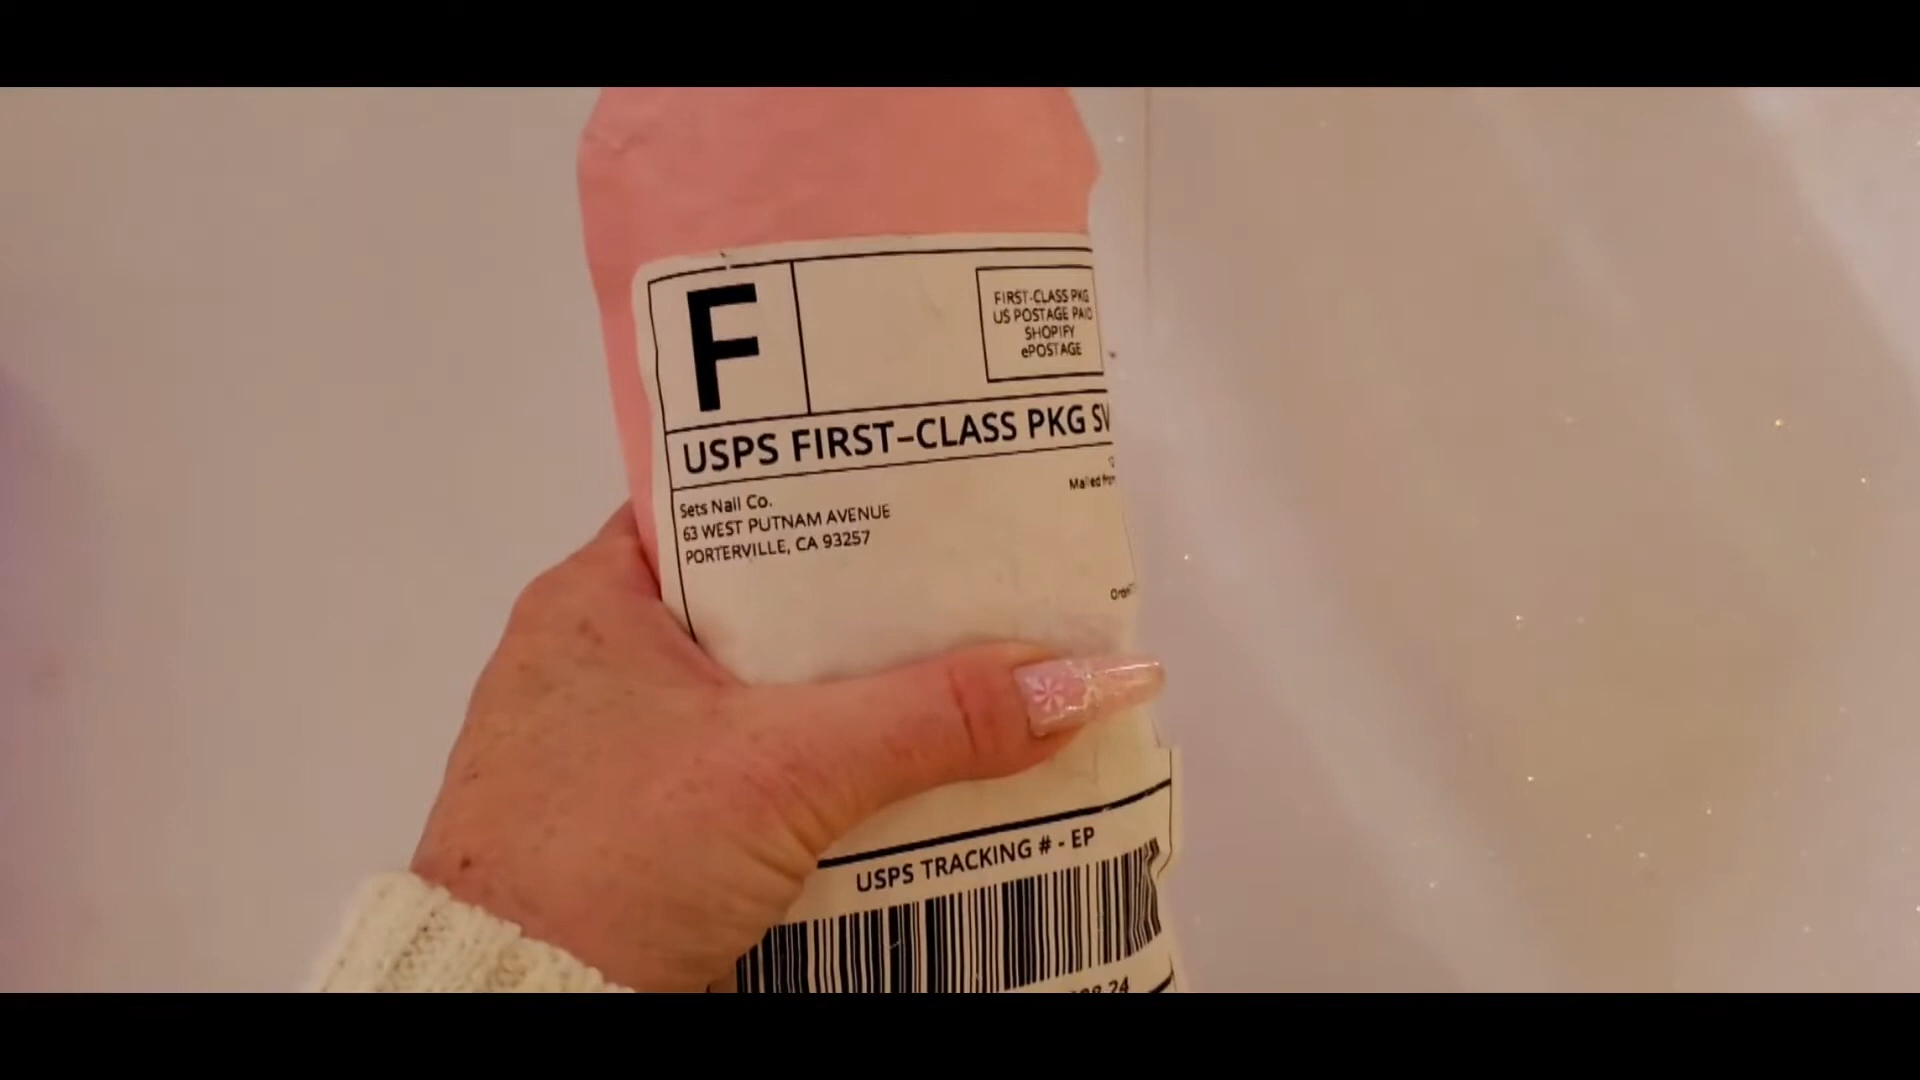 F
FIRST-CLASS PKG
US POSTAGE PAID
SHOPIFY
ePOSTAGE
USPS FIRST-CLASS PKG
Mailed
Sets Nail Co.
63 WEST PUTNAM AVENUE
PORTERVILLE, CA 93257
USPS TRACKING # - EP